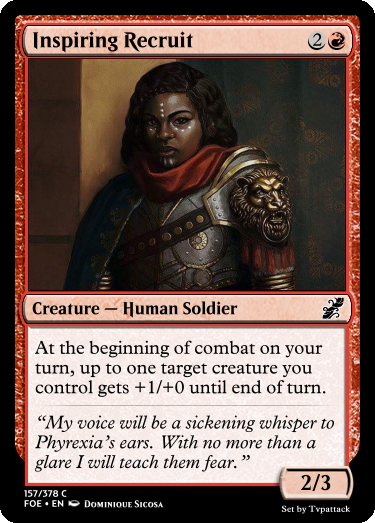 Inspiring Recruit 2
Creature — Human Soldier
At the beginning of combat on your
turn, up to one target creature you
control gets +1/+0 until end of turn.
“My voice will be a sickening whisper to
Phyrexia’s ears. With no more than a
glare I will teach them fear.”
2/3
157/378 C
FOE • EN Dominique Sicosa
Set by Tvpattack